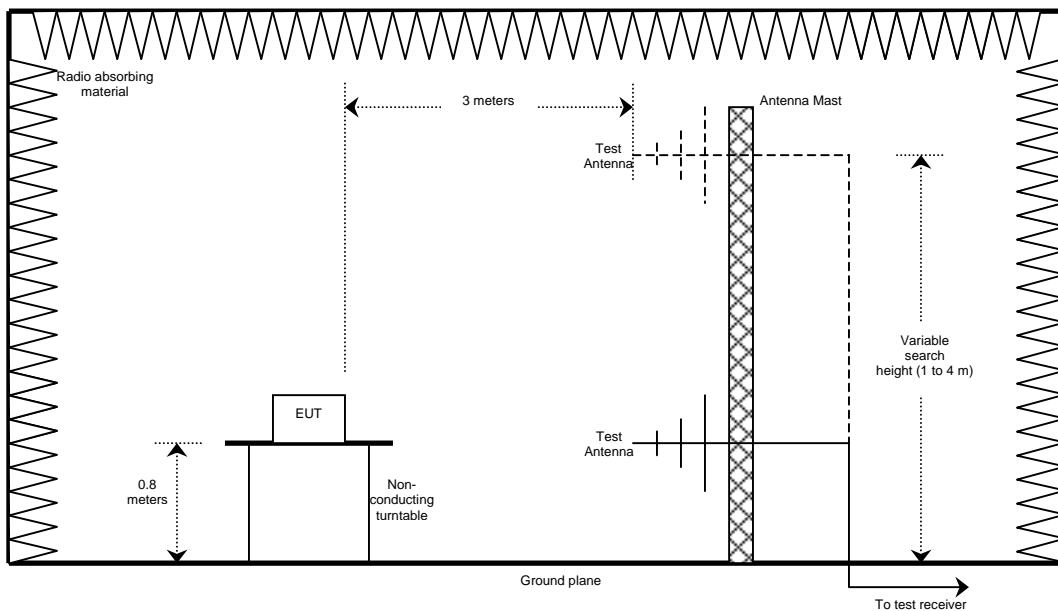 Radio absorbing
material
3 meters
Antenna Mast
Test
Antenna
Variable
search
height (1 to 4 m)
EUT
Test
Antenna
0.8
meters
Non-
conducting
turntable
Ground plane
To test receiver